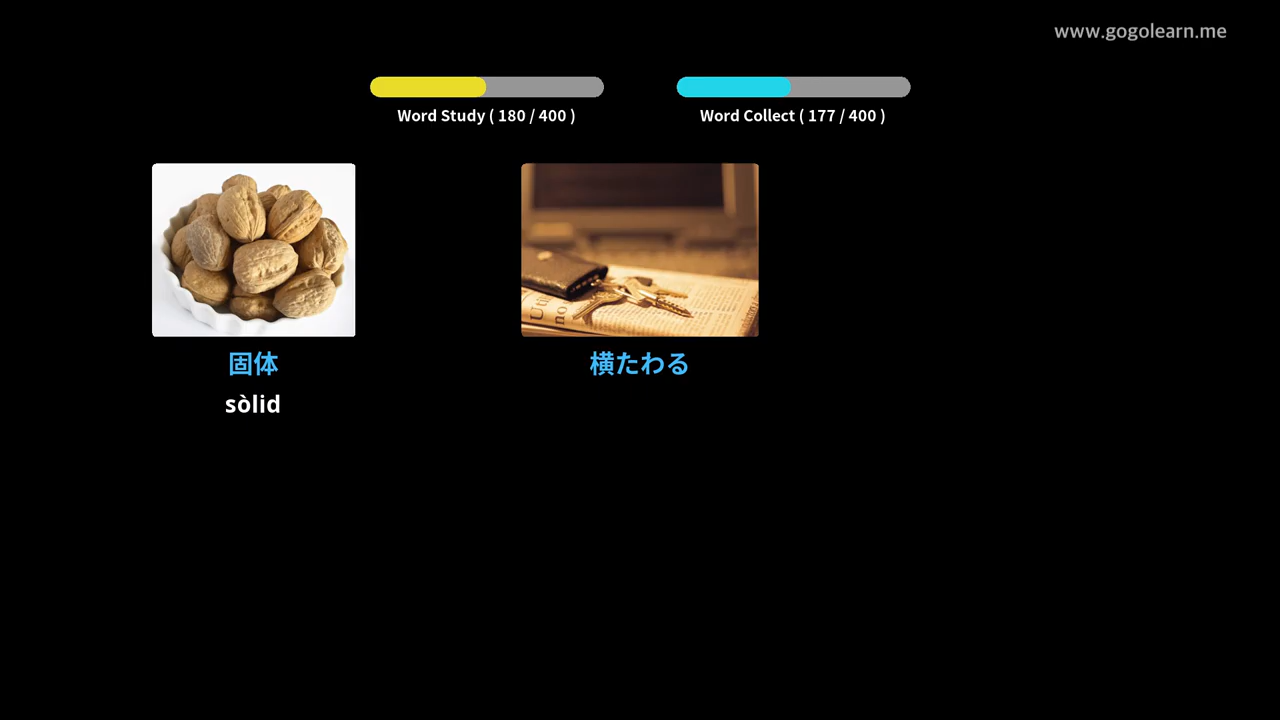 www.gogolearn.me
Word Study ( 180 / 400 )
Word Collect ( 177 / 400 )
固体
sòlid
横たわる